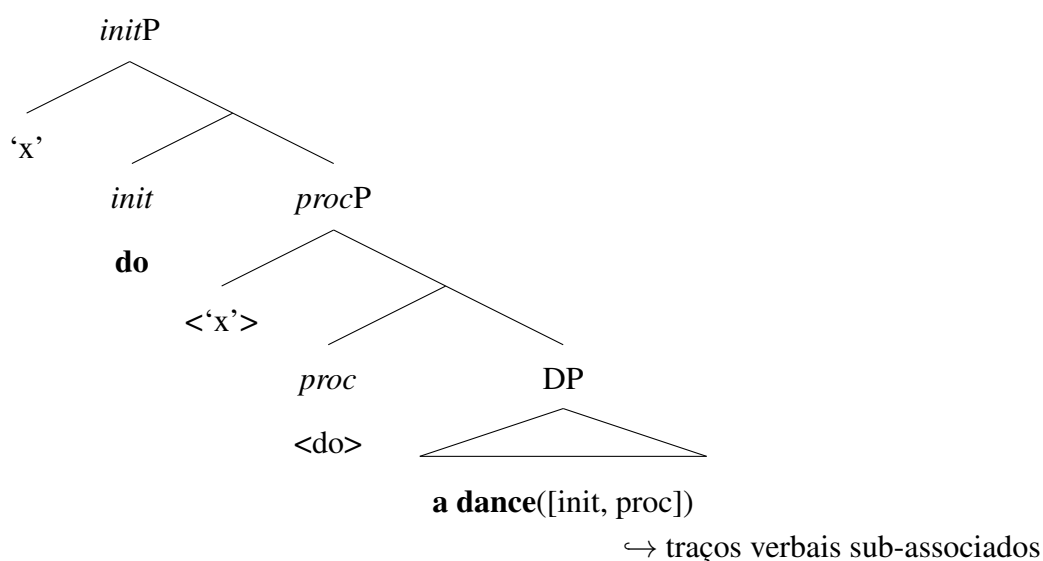 initP
‘x’
init procP
do
<‘x’>
proc DP
<do>
a dance([init, proc])
↪ traços verbais sub-associados